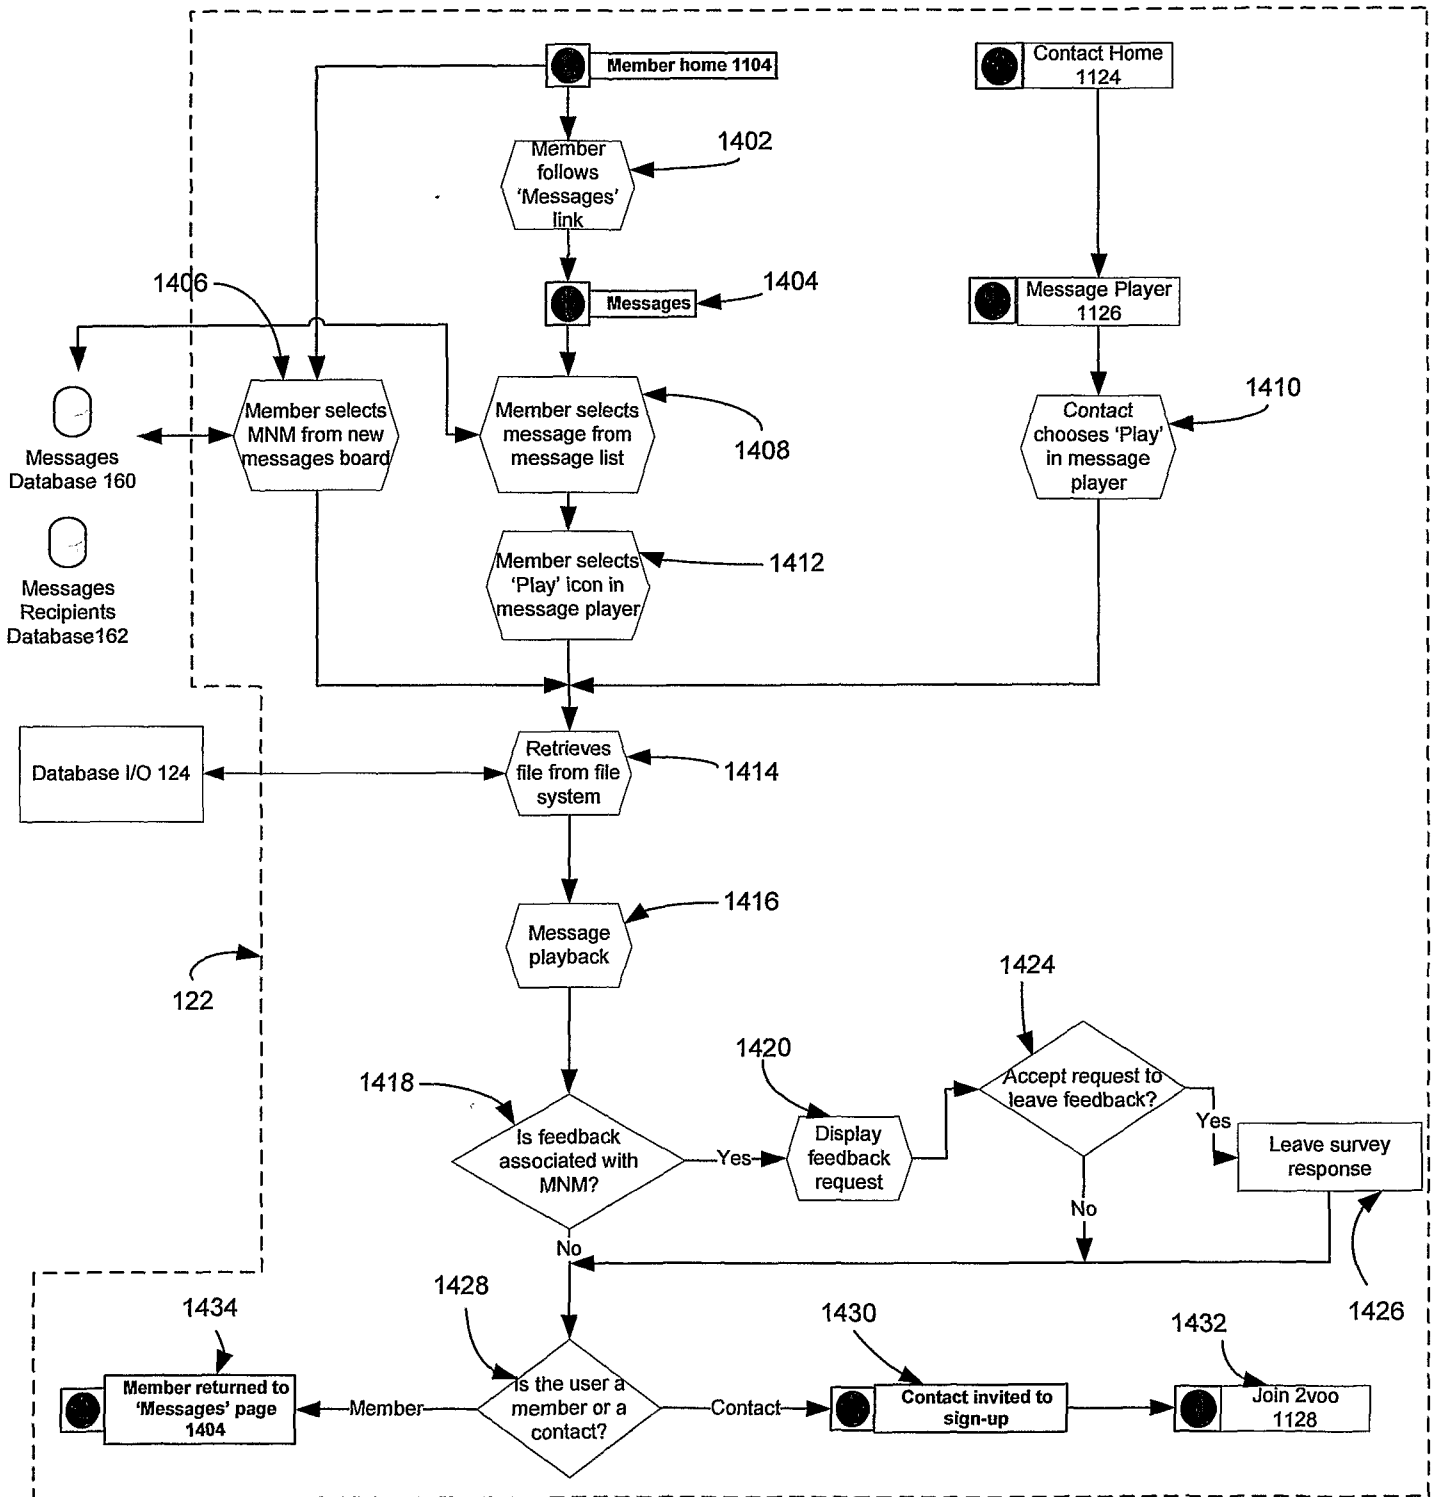 Member home 1104
Contact Home
1124
1402
Member
follows
'Messages'
link
1406
1404
Messages
Message Player
1126
1410
Member selects
MNM from new
messages board
Member selects
message from
message list
1408
Contact
chooses 'Play'
in message
player
Messages
Database 160
Messages
Recipients
Database162
Member selects
'Play' icon in
message player
1412
Database I/O 124
Retrieves
file from file
system
1414
1416
Message
playback
122
1424
1420
1418
Accept request to
leave feedback?
Yes
Is feedback
associated with
MNM?
Yes
Display
feedback
request
Leave survey
response
No
No
1426
1428
1434
1430
1432
Member returned to
'Messages' page
1404
Member
Is the user a
member or a
contact?
Contact
Contact invited to
sign-up
Join 2voo
1128